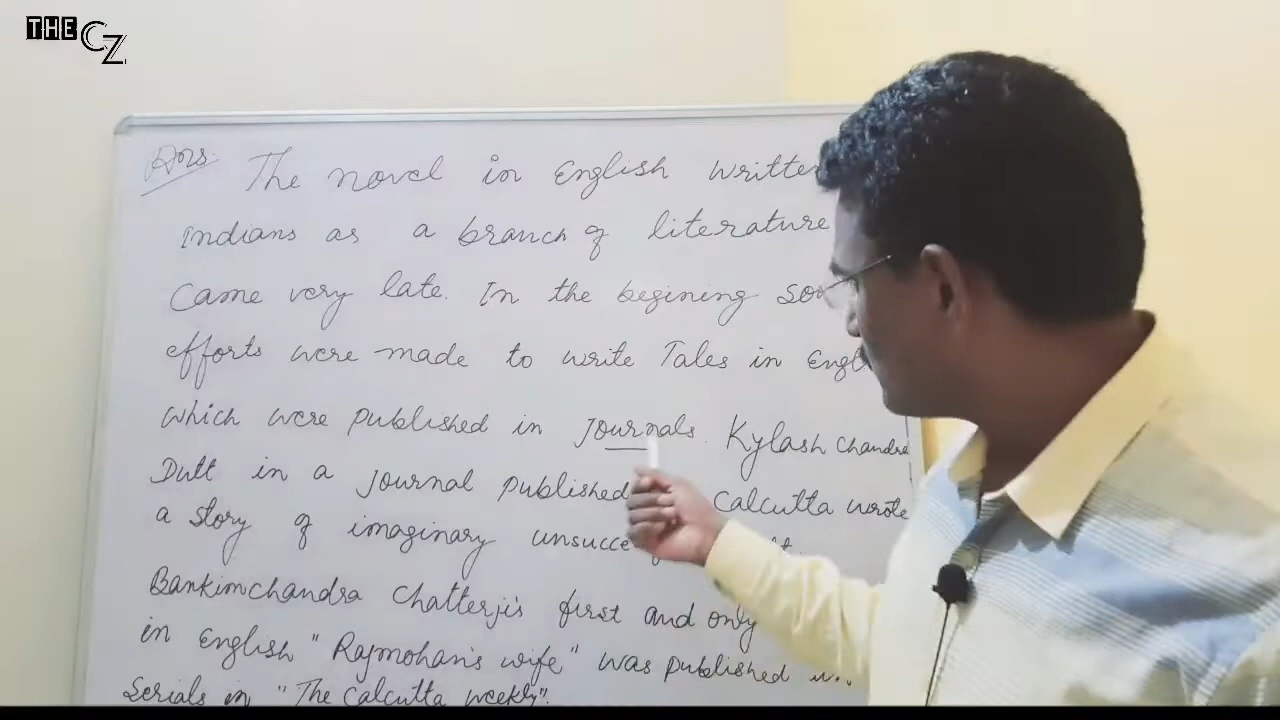 THE CZ
Ans. The novel in English written
Indians as a branch of literature
Came very late. In the begining
efforts were made to write Tales in
which were published in Journals. Kylash Chandra
Dutt in a Journal published Calcutta wrote
a story of imaginary
Bankimchandra Chatterji's first and only
in English "Rajmohan's wife" was published
Serials in "The Calcutta weekly".